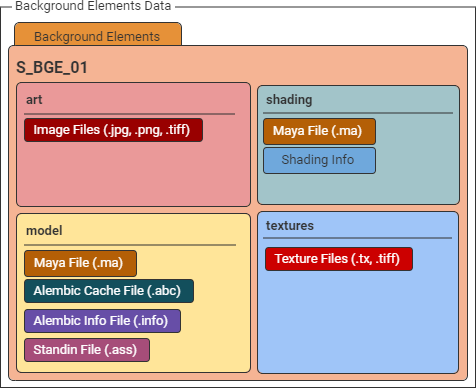 Background Elements Data
Background Elements
S_BGE_01
art
Image Files (.jpg, .png, .tiff)
shading
Maya File (.ma)
Shading Info
model
Maya File (.ma)
Alembic Cache File (.abc)
Alembic Info File (.info)
Standin File (.ass)
textures
Texture Files (.tx, .tiff)